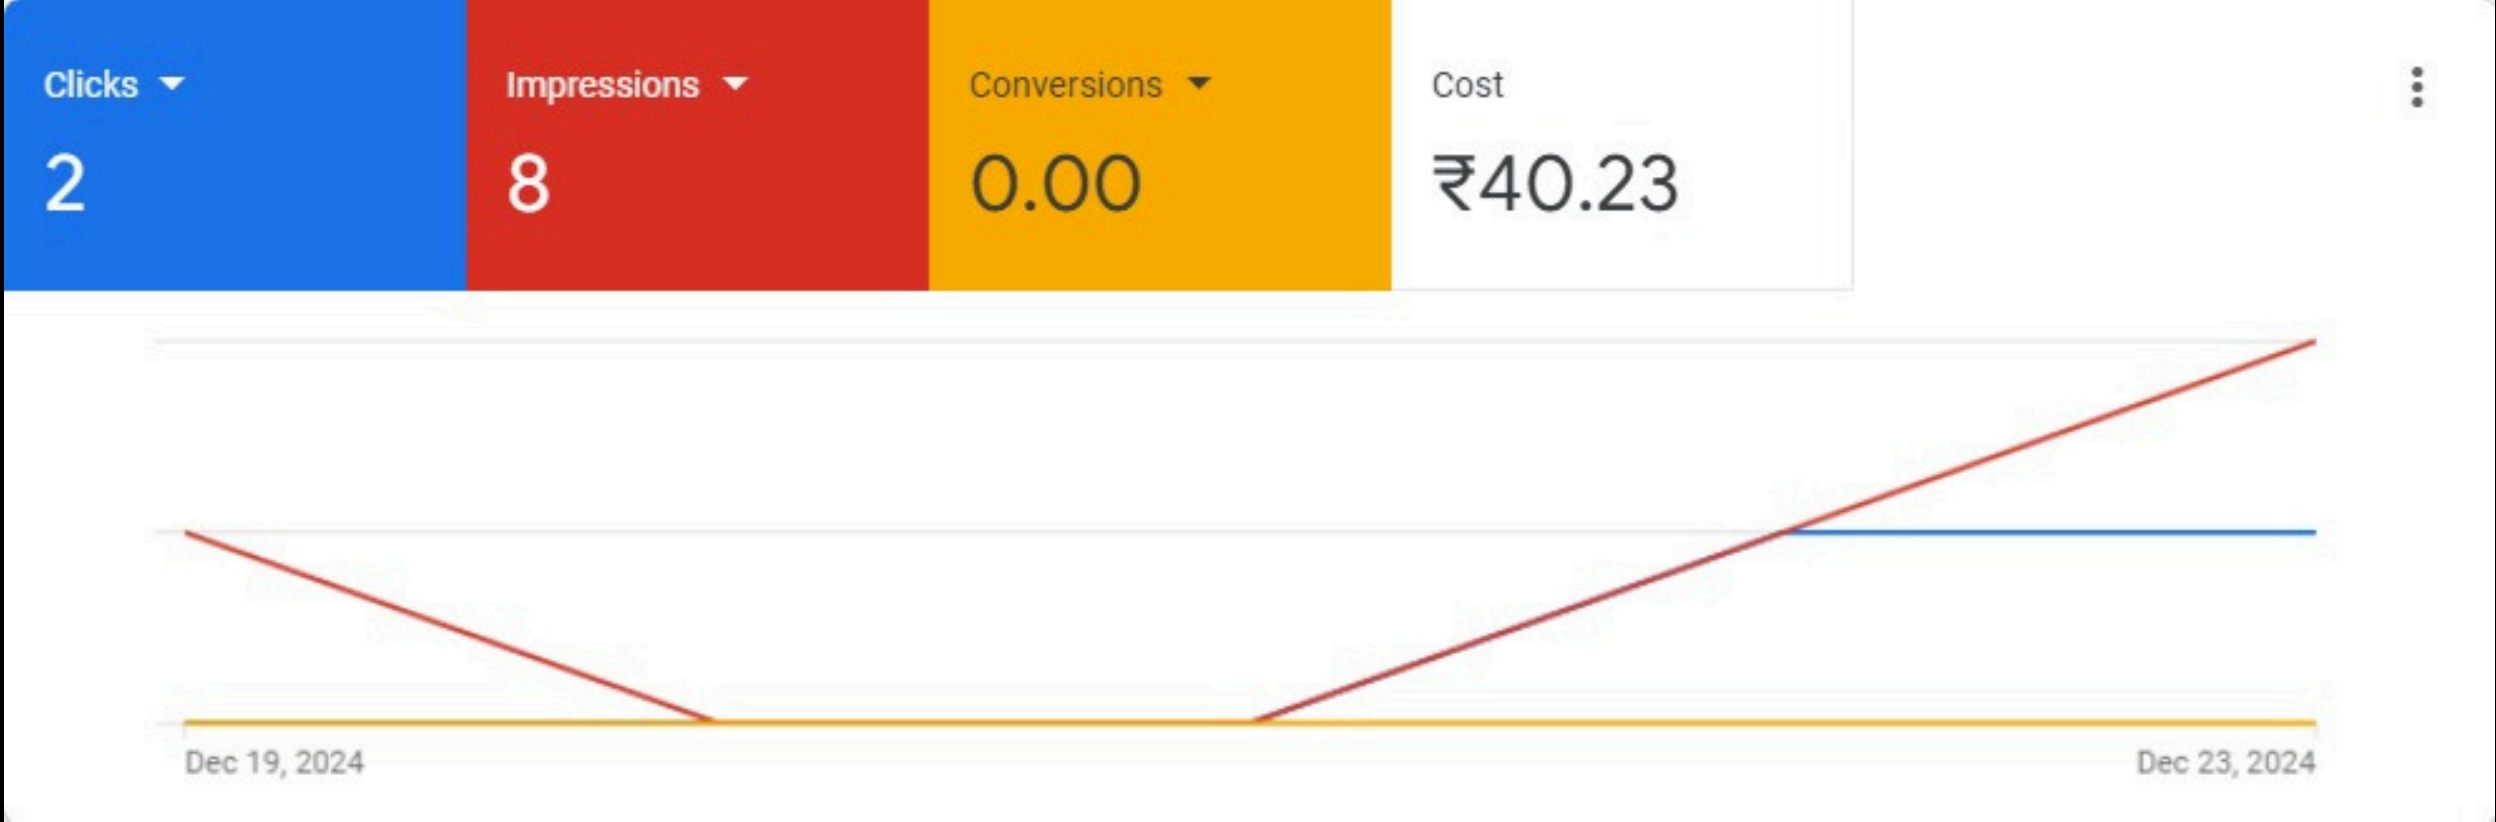 Clicks Impressions Conversions Cost
2 8 0.00 ₹40.23
Dec 19, 2024 Dec 23, 2024